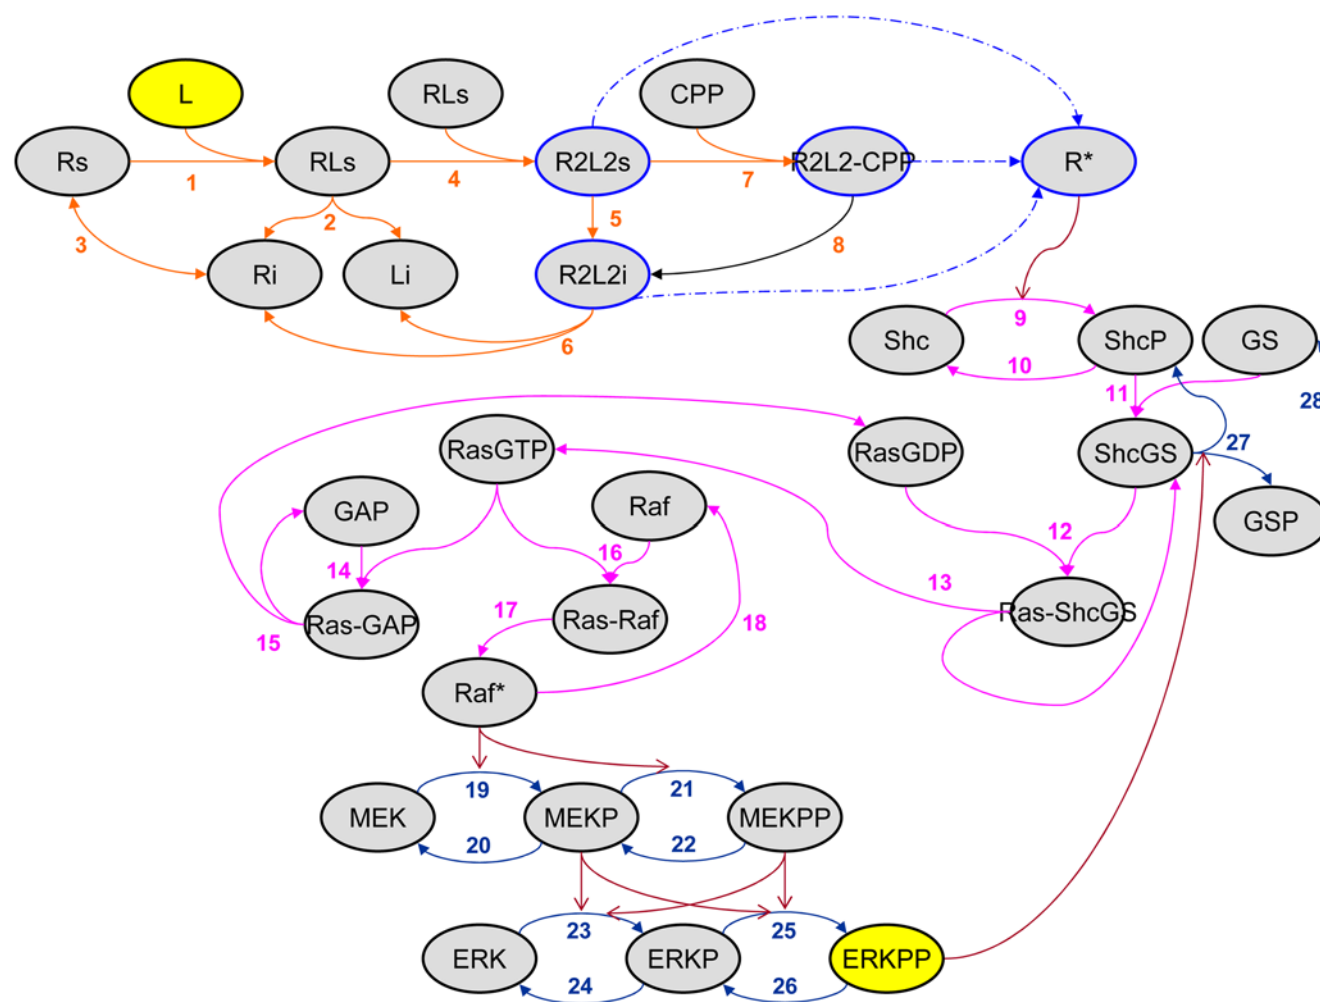 L
RLs
CPP
Rs
1
RLs
4
R2L2s
7
R2L2-CPP
R*
3
2
5
8
Ri
Li
R2L2i
6
9
Shc
ShcP
GS
10
11
28
RasGTP
RasGDP
ShcGS
27
GAP
Raf
GSP
14
16
12
15
Ras-GAP
17
Ras-Raf
18
13
Ras-ShcGS
Raf*
19
21
MEK
MEKP
MEKPP
20
22
23
25
ERK
ERKP
ERKPP
24
26